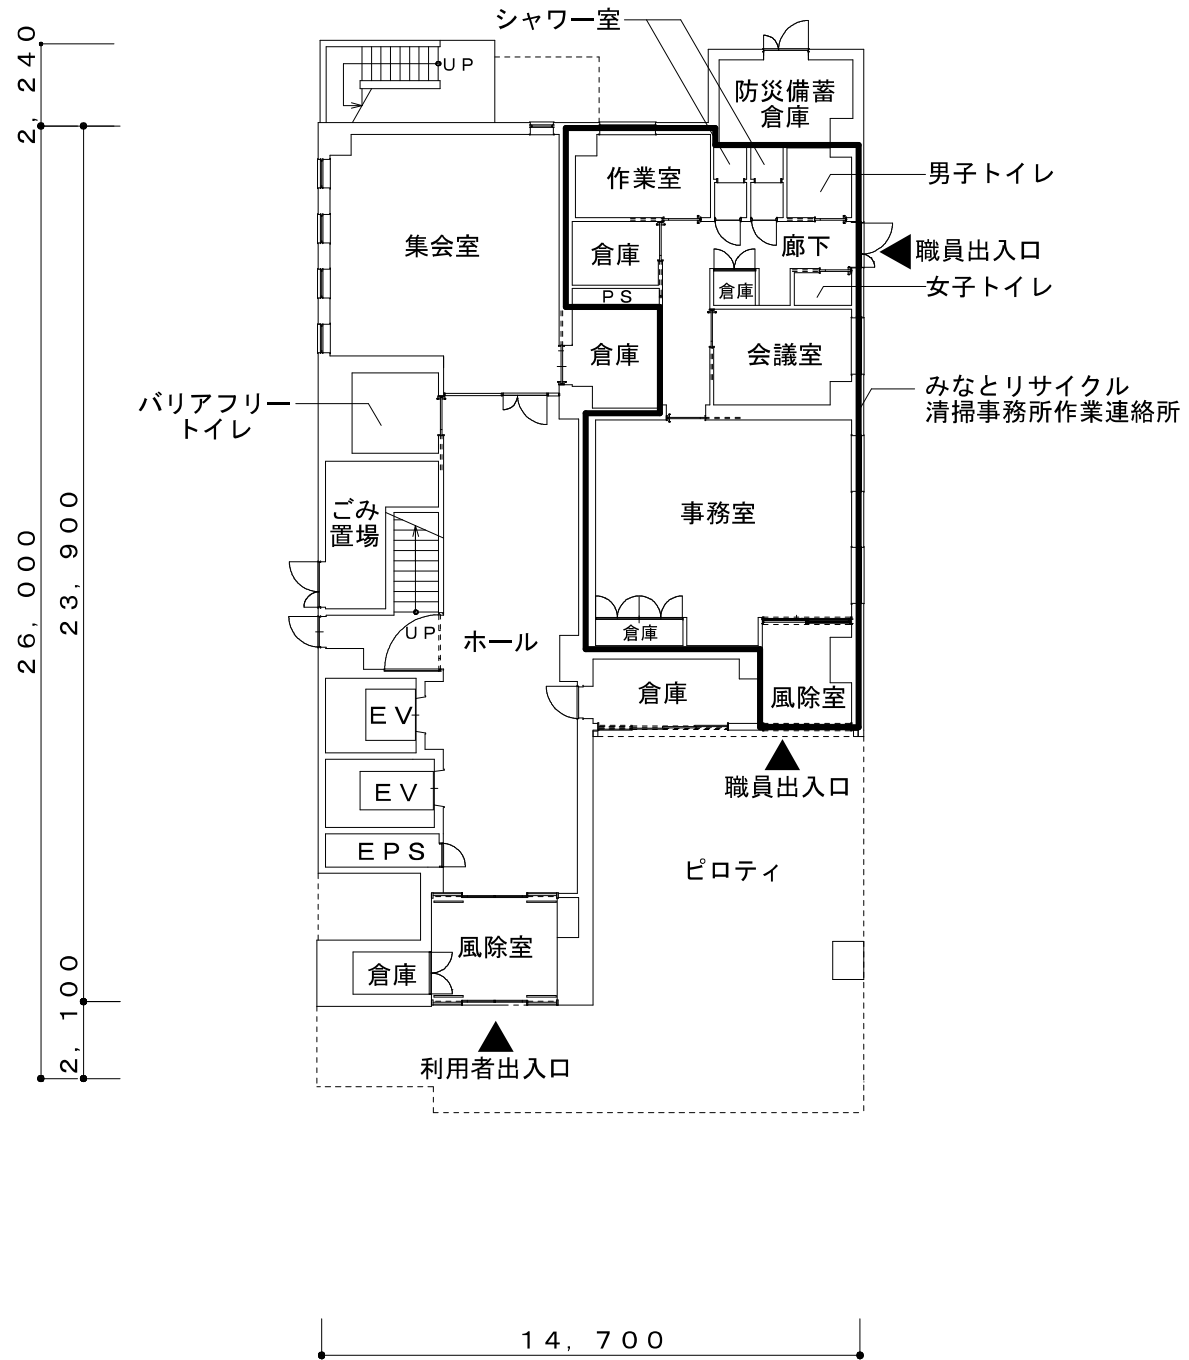 シャワー室
2,240
UP
防災備蓄
倉庫
作業室
男子トイレ
集会室
倉庫
廊下
職員出入口
倉庫
女子トイレ
PS
倉庫
会議室
バリアフリー
トイレ
みなとリサイクル
清掃事務所作業連絡所
ごみ
置場
事務室
26,000
23,900
UP
ホール
倉庫
倉庫
風除室
EV
職員出入口
EV
EPS
ピロティ
風除室
倉庫
2,100
利用者出入口
14,700